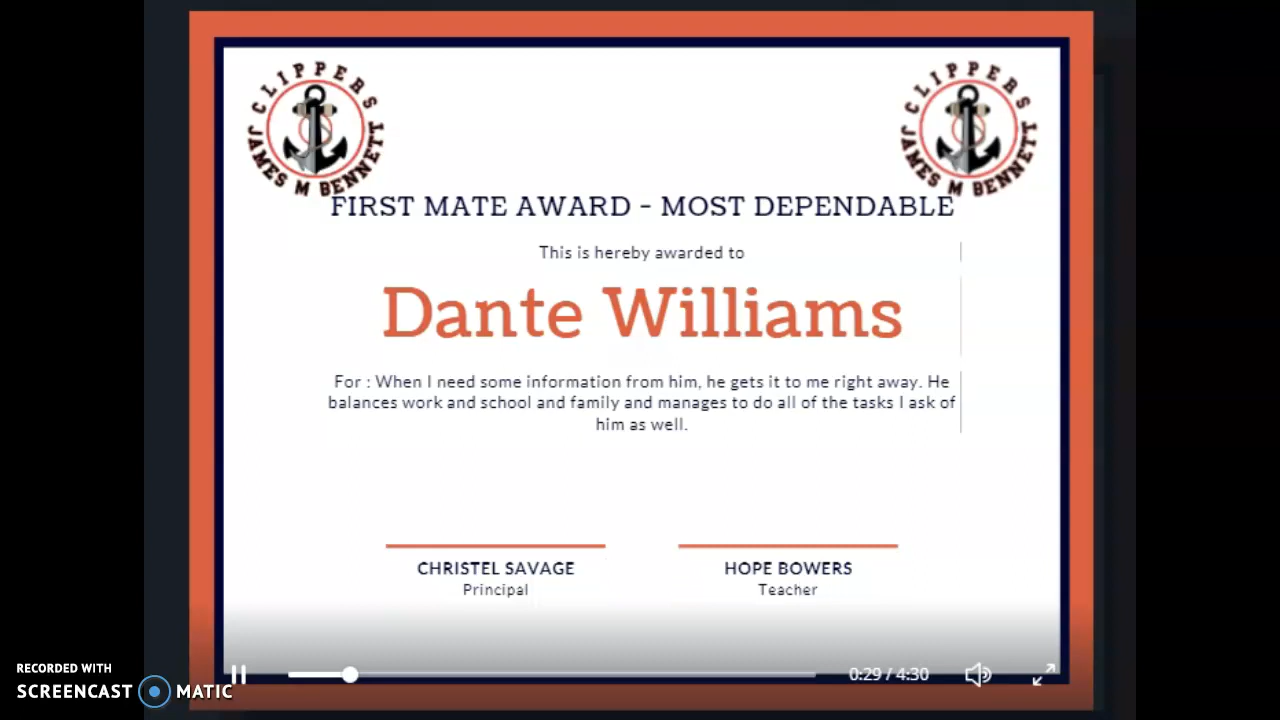 CLIPPERS
JAMES M BENNETT
CLIPPERS
JAMES M BENNETT
FIRST MATE AWARD - MOST DEPENDABLE
This is hereby awarded to
Dante Williams
For : When I need some information from him, he gets it to me right away. He
balances work and school and family and manages to do all of the tasks I ask of
him as well.
CHRISTEL SAVAGE
Principal
HOPE BOWERS
Teacher
0:29 / 4:30
RECORDED WITH
SCREENCAST MATIC